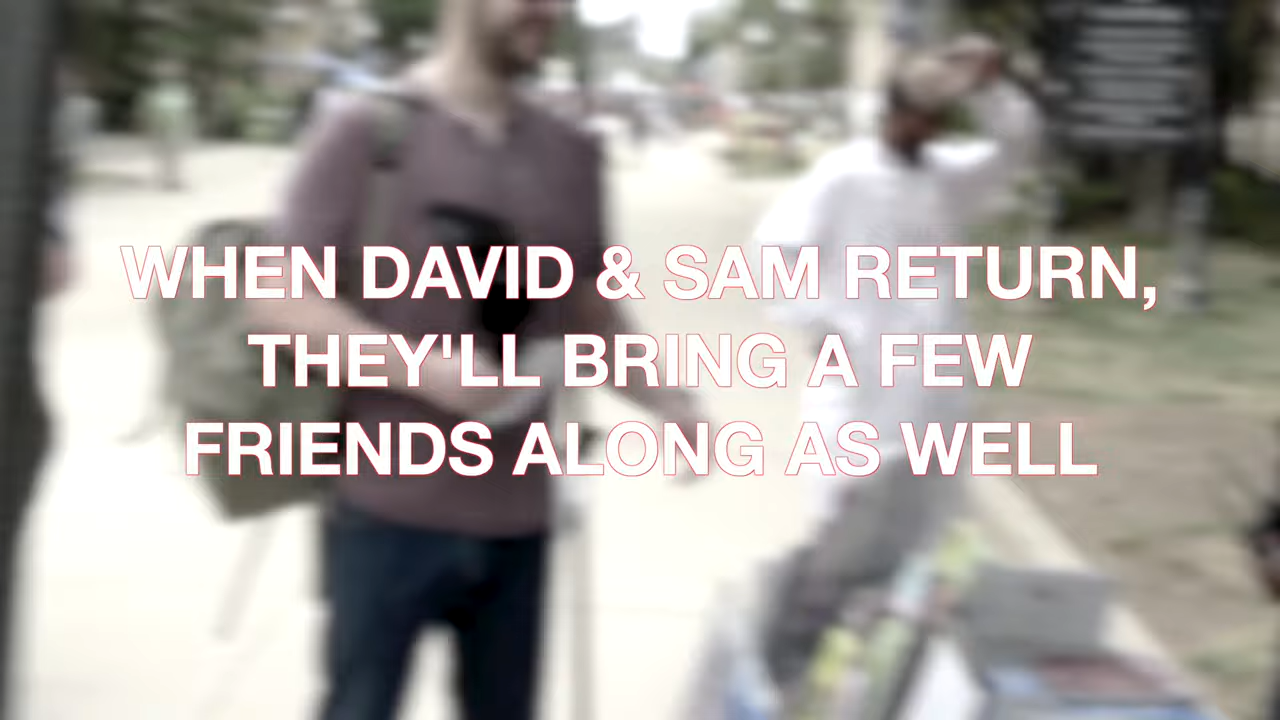 WHEN DAVID & SAM RETURN,
THEY'LL BRING A FEW
FRIENDS ALONG AS WELL